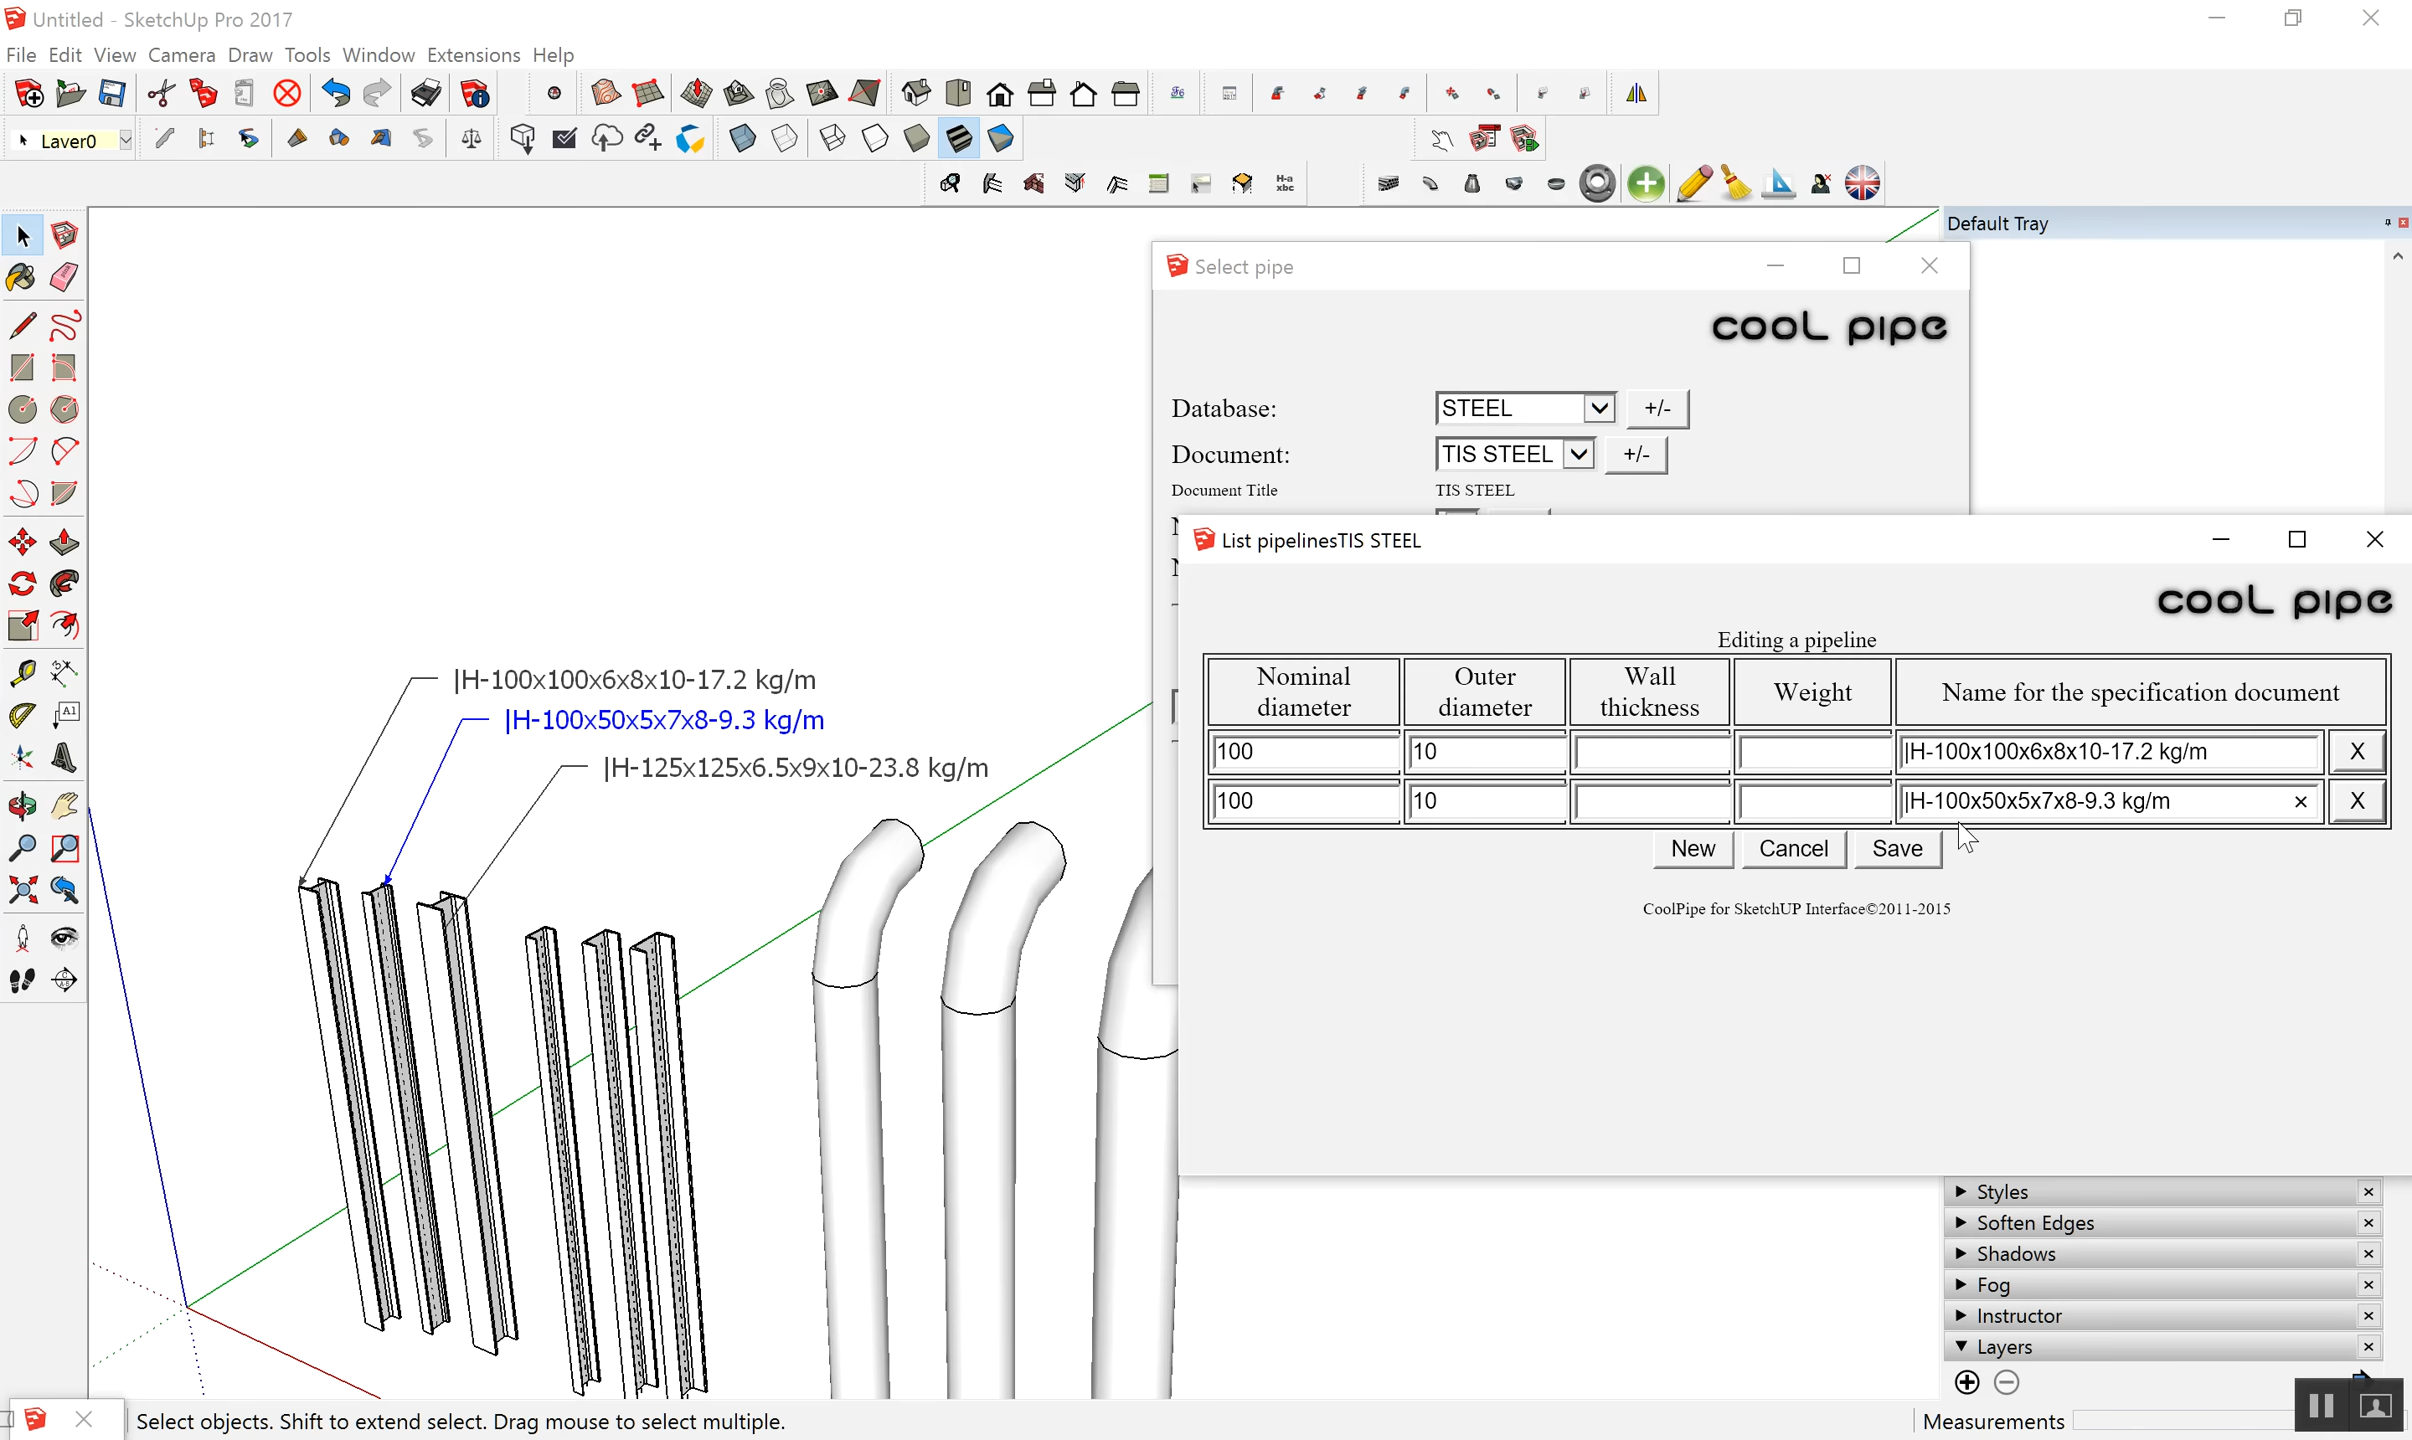 Untitled - SketchUp Pro 2017
File Edit View Camera Draw Tools Window Extensions Help
Layer0
H-a
xbc
Default Tray
Select pipe
cooL pipe
Database: STEEL +/-
Document: TIS STEEL +/-
Document Title TIS STEEL
List pipelinesTIS STEEL
cooL pipe
Editing a pipeline
Nominal diameter Outer diameter Wall thickness Weight Name for the specification document
100 10 |H-100x100x6x8x10-17.2 kg/m X
100 10 |H-100x50x5x7x8-9.3 kg/m × X
New Cancel Save
CoolPipe for SketchUP Interface©2011-2015
|H-100x100x6x8x10-17.2 kg/m
|H-100x50x5x7x8-9.3 kg/m
|H-125x125x6.5x9x10-23.8 kg/m
Styles
Soften Edges
Shadows
Fog
Instructor
Layers
Select objects. Shift to extend select. Drag mouse to select multiple.
Measurements